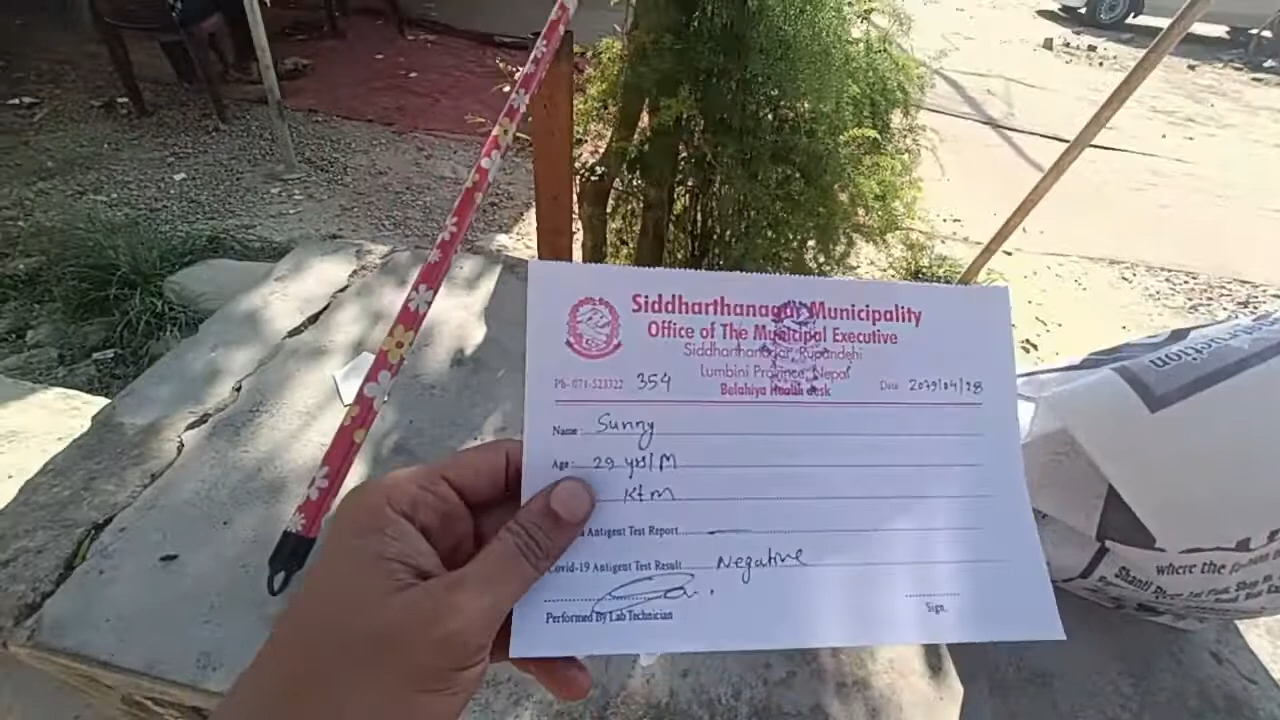 Siddharthanagar Municipality
Office of The Municipal Executive
Siddharthanagar, Rupandehi
Lumbini Province, Nepal
Ph- 071-523322 354 Belahiya Health desk Date 2079/04/28
Name: Sunny
Age: 29 yrs/M
Ktm
Antigent Test Report
Covid-19 Antigent Test Result Negative
Performed By Lab Technician
Sign.
where the
Shanti